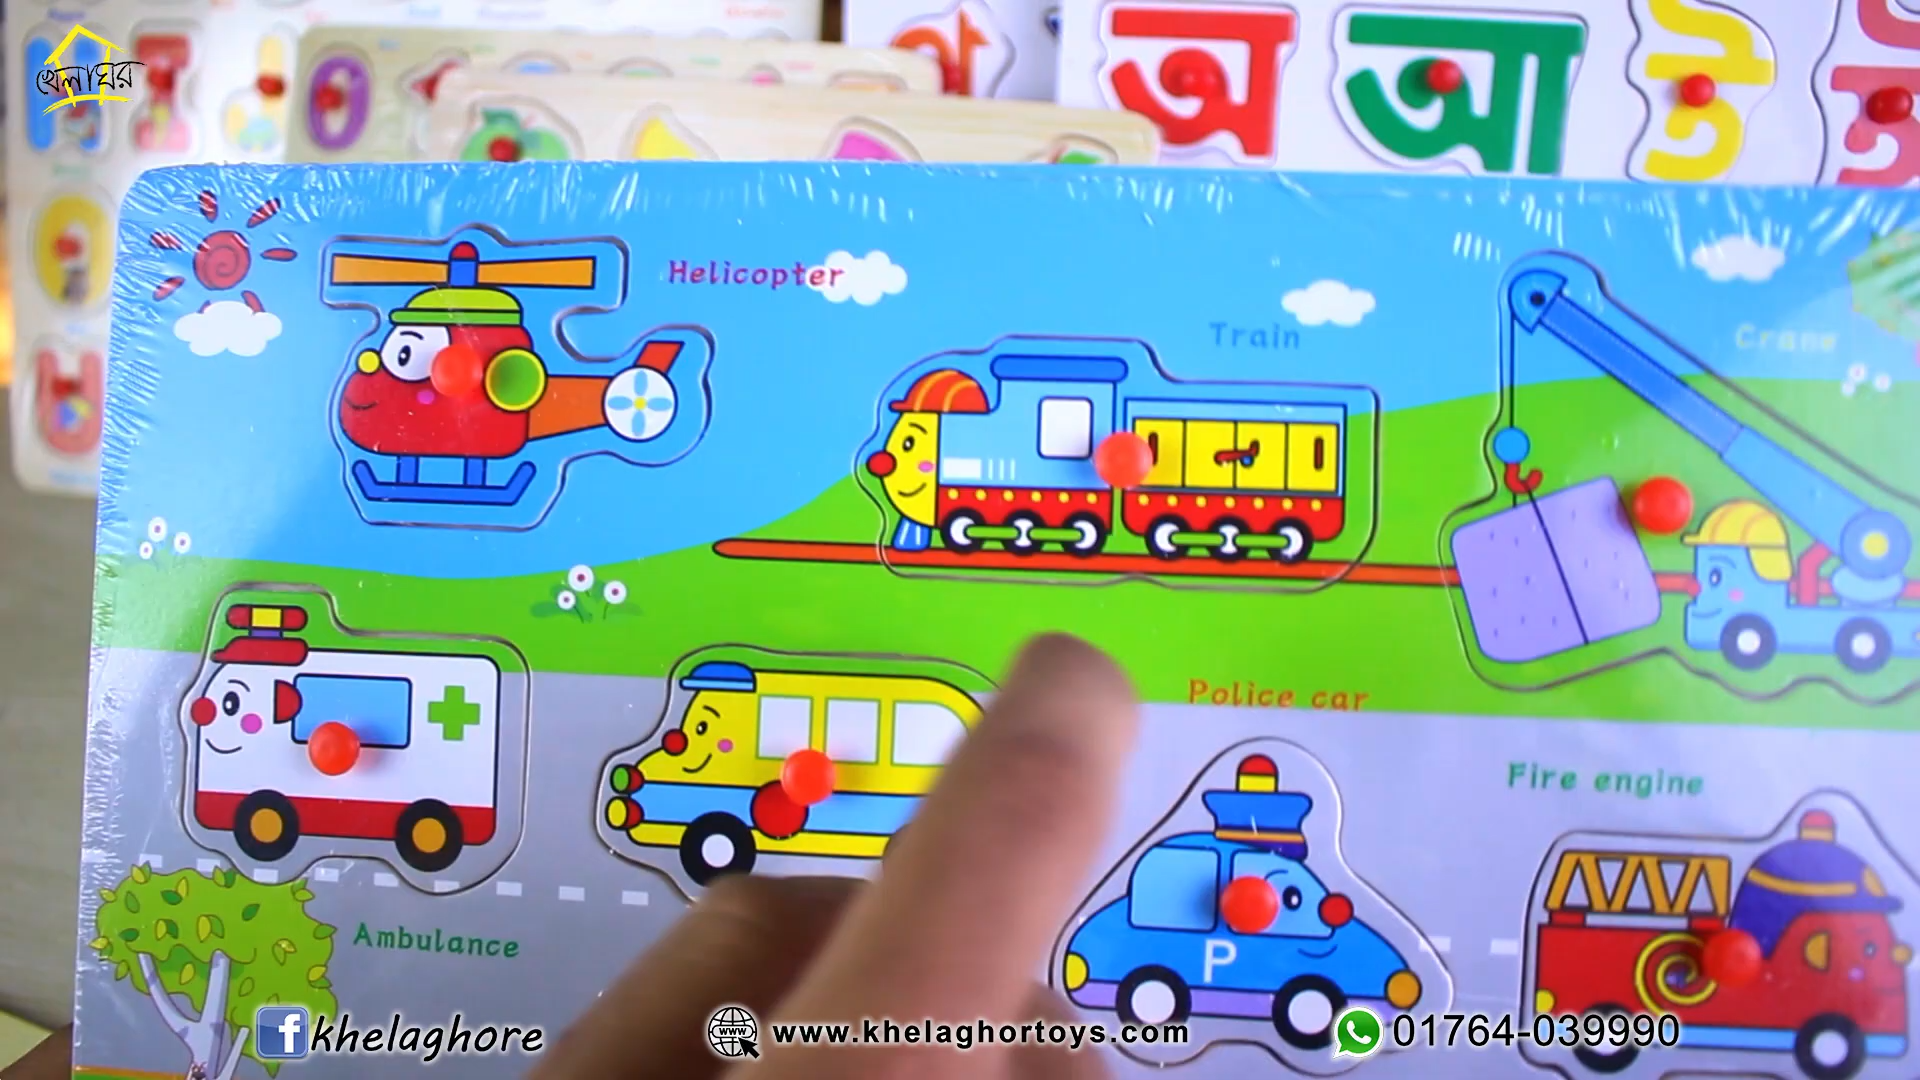 খেলাঘর
অ আ উ
Helicopter
Train
Crane
Police car
Fire engine
Ambulance
P
khelaghore
www.khelaghortoys.com
01764-039990